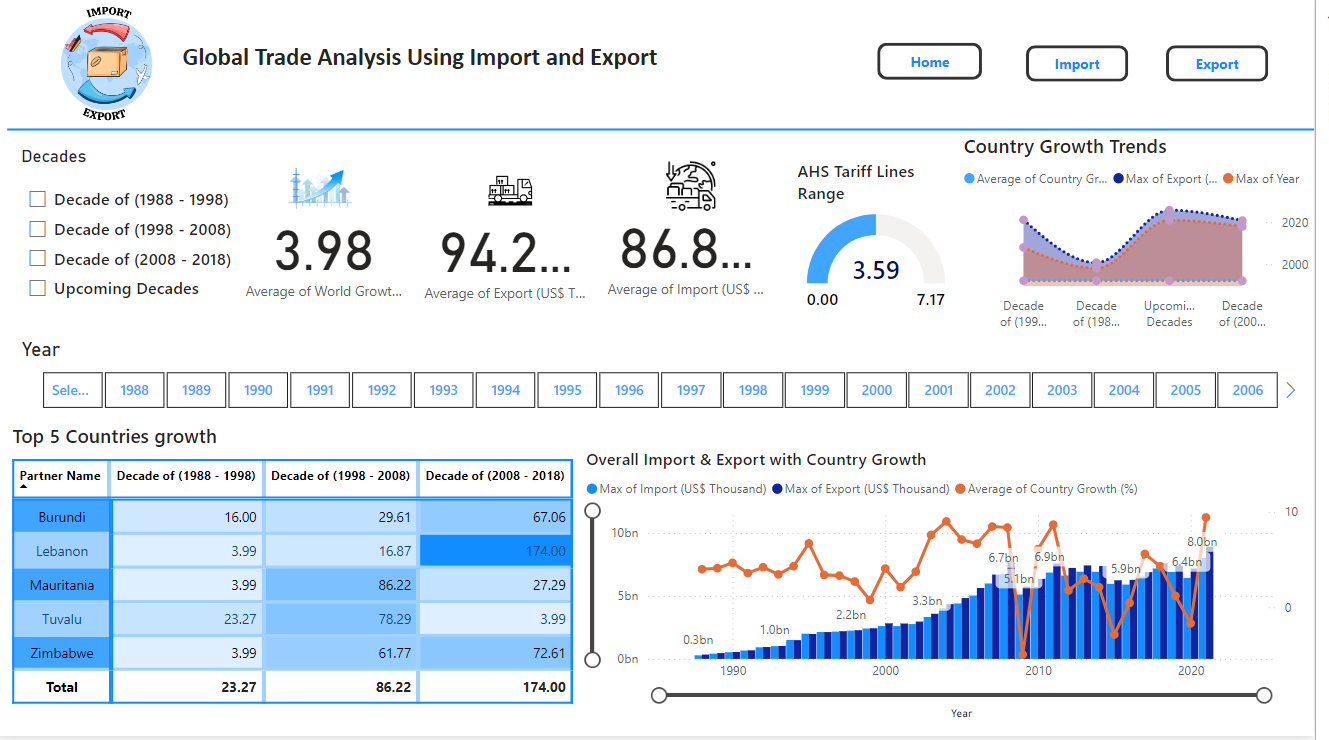 IMPORT
EXPORT
Global Trade Analysis Using Import and Export
Home
Import
Export
Decades
Decade of (1988 - 1998)
Decade of (1998 - 2008)
Decade of (2008 - 2018)
Upcoming Decades
3.98
Average of World Growt...
94.2...
Average of Export (US$ T...
86.8...
Average of Import (US$ ...
AHS Tariff Lines
Range
3.59
0.00
7.17
Country Growth Trends
Average of Country Gr... Max of Export (... Max of Year
2020
2000
Decade
of (199...
Decade
of (198...
Upcomi...
Decades
Decade
of (200...
Year
Sele... 1988 1989 1990 1991 1992 1993 1994 1995 1996 1997 1998 1999 2000 2001 2002 2003 2004 2005 2006
Top 5 Countries growth
Partner Name Decade of (1988 - 1998) Decade of (1998 - 2008) Decade of (2008 - 2018)
Burundi 16.00 29.61 67.06
Lebanon 3.99 16.87 174.00
Mauritania 3.99 86.22 27.29
Tuvalu 23.27 78.29 3.99
Zimbabwe 3.99 61.77 72.61
Total 23.27 86.22 174.00
Overall Import & Export with Country Growth
Max of Import (US$ Thousand) Max of Export (US$ Thousand) Average of Country Growth (%)
10bn
5bn
0bn
10
0
0.3bn
1.0bn
2.2bn
3.3bn
6.7bn
5.1bn
6.9bn
5.9bn
6.4bn
8.0bn
1990 2000 2010 2020
Year